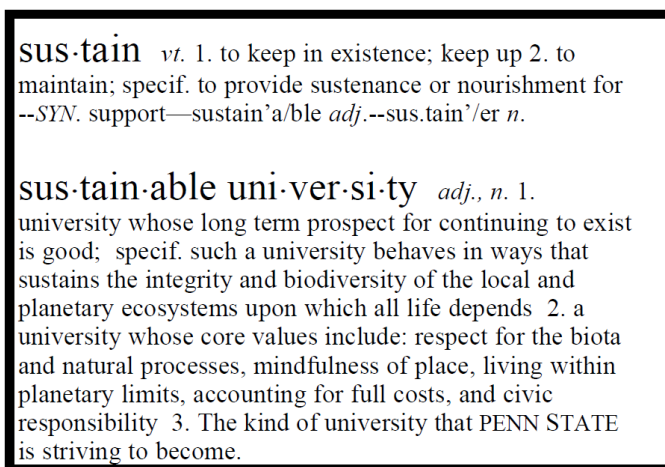 sus·tain vt. 1. to keep in existence; keep up 2. to
maintain; specif. to provide sustenance or nourishment for
--SYN. support—sustain’a/ble adj.--sus.tain’/er n.
sus·tain·able uni·ver·si·ty adj., n. 1.
university whose long term prospect for continuing to exist
is good; specif. such a university behaves in ways that
sustains the integrity and biodiversity of the local and
planetary ecosystems upon which all life depends 2. a
university whose core values include: respect for the biota
and natural processes, mindfulness of place, living within
planetary limits, accounting for full costs, and civic
responsibility 3. The kind of university that PENN STATE
is striving to become.